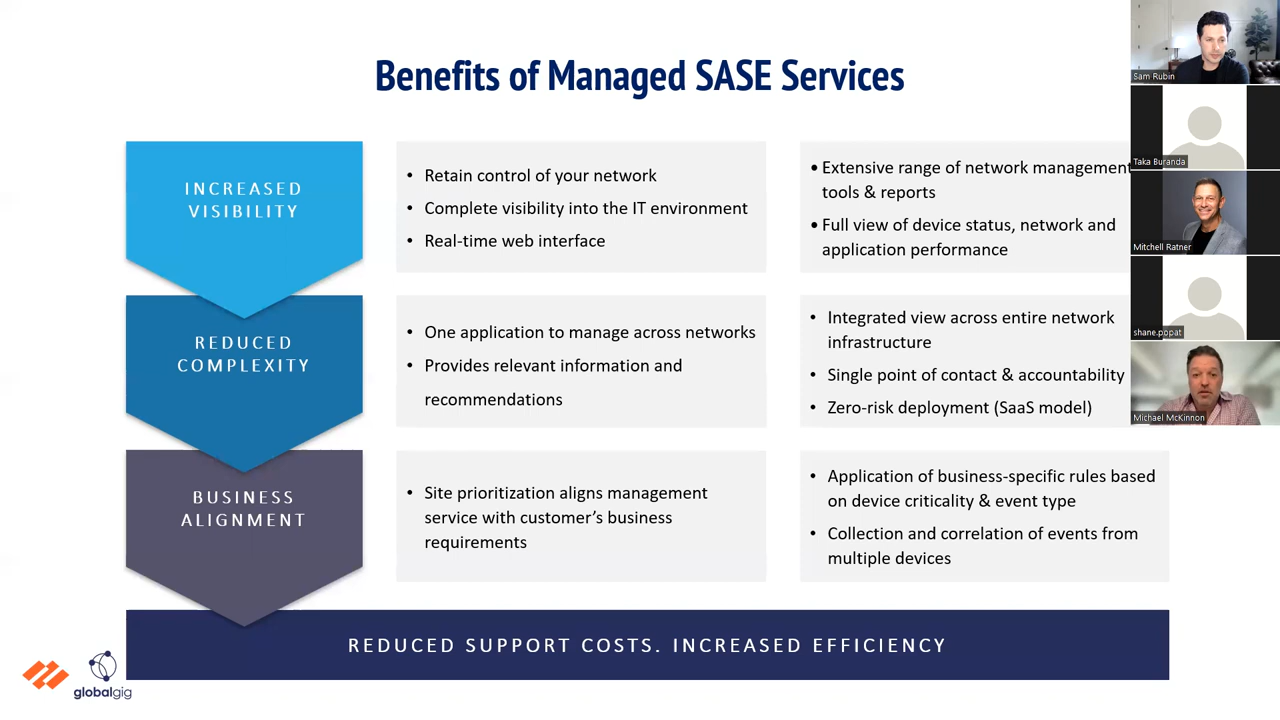 Benefits of Managed SASE Services
INCREASED
VISIBILITY
• Retain control of your network
• Complete visibility into the IT environment
• Real-time web interface
• Extensive range of network management
tools & reports
• Full view of device status, network and
application performance
REDUCED
COMPLEXITY
• One application to manage across networks
• Provides relevant information and
recommendations
• Integrated view across entire network
infrastructure
• Single point of contact & accountability
• Zero-risk deployment (SaaS model)
BUSINESS
ALIGNMENT
• Site prioritization aligns management
service with customer’s business
requirements
• Application of business-specific rules based
on device criticality & event type
• Collection and correlation of events from
multiple devices
REDUCED SUPPORT COSTS. INCREASED EFFICIENCY
globalgig
Sam Rubin
Taka Buranda
Mitchell Ratner
shane.popat
Michael McKinnon